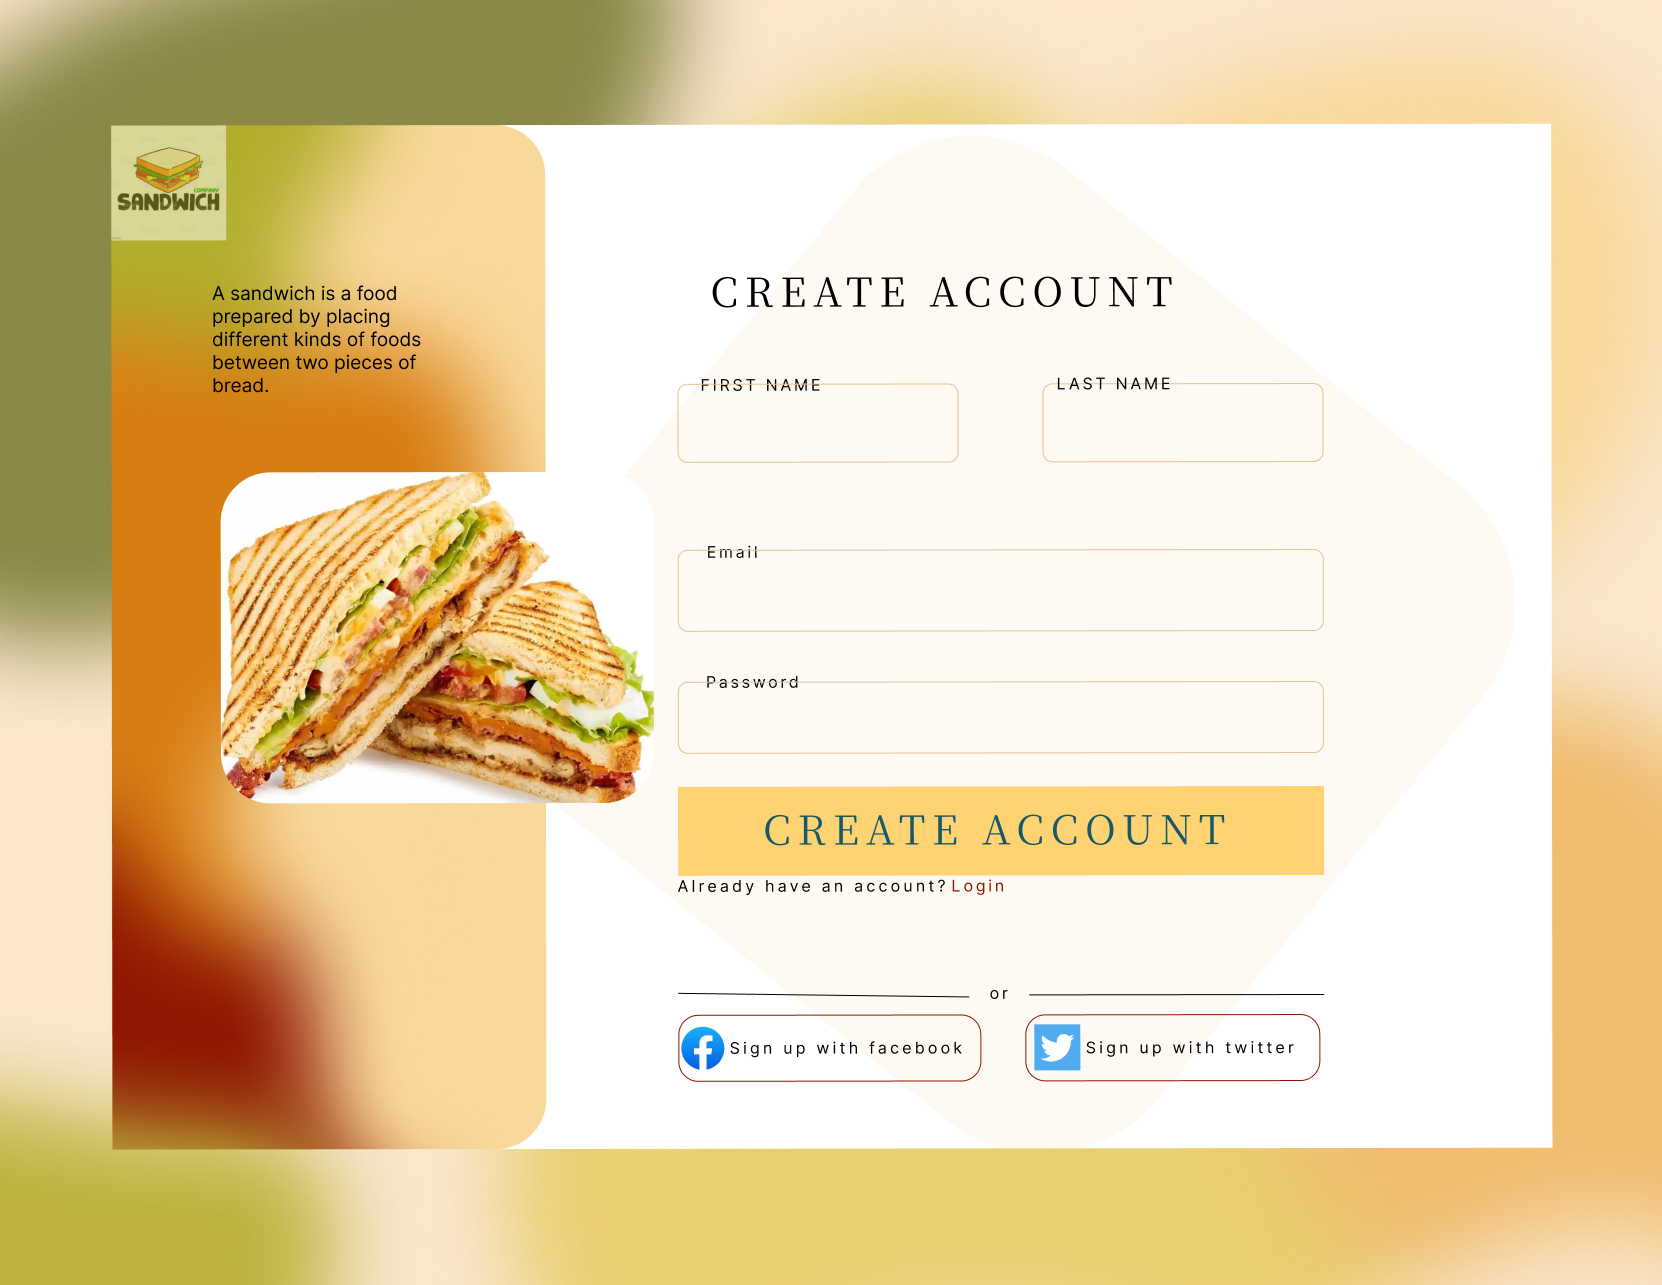 COMPANY
SANDWICH
A sandwich is a food
prepared by placing
different kinds of foods
between two pieces of
bread.
CREATE ACCOUNT
FIRST NAME
LAST NAME
Email
Password
CREATE ACCOUNT
Already have an account? Login
or
Sign up with facebook
Sign up with twitter